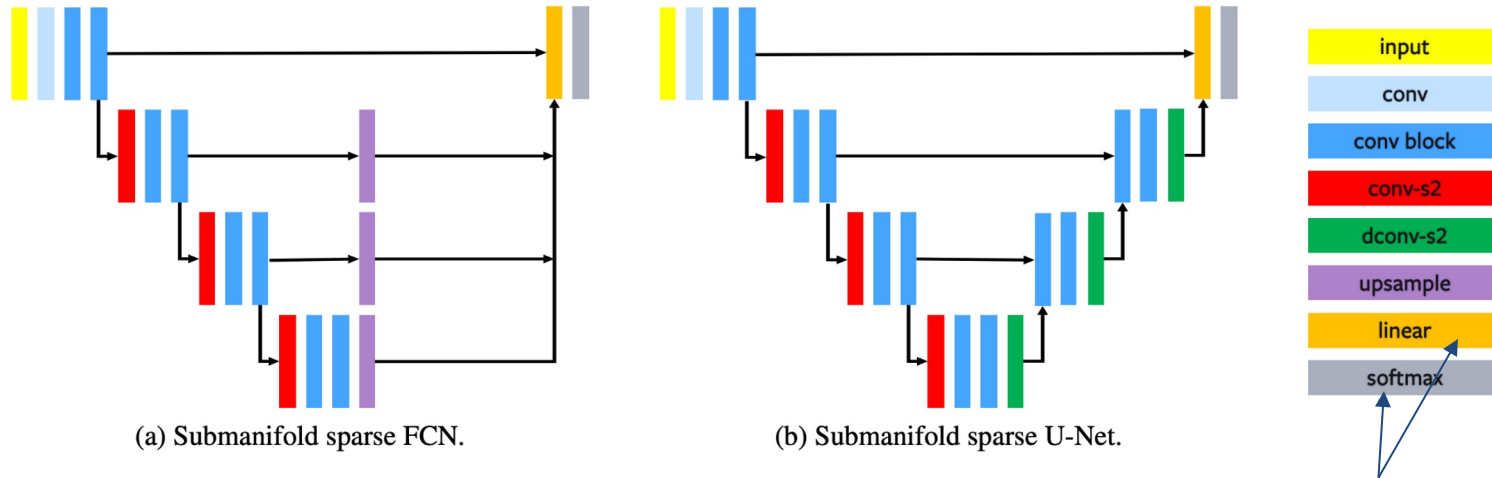 input
conv
conv block
conv-s2
dconv-s2
upsample
linear
softmax
(a) Submanifold sparse FCN.
(b) Submanifold sparse U-Net.